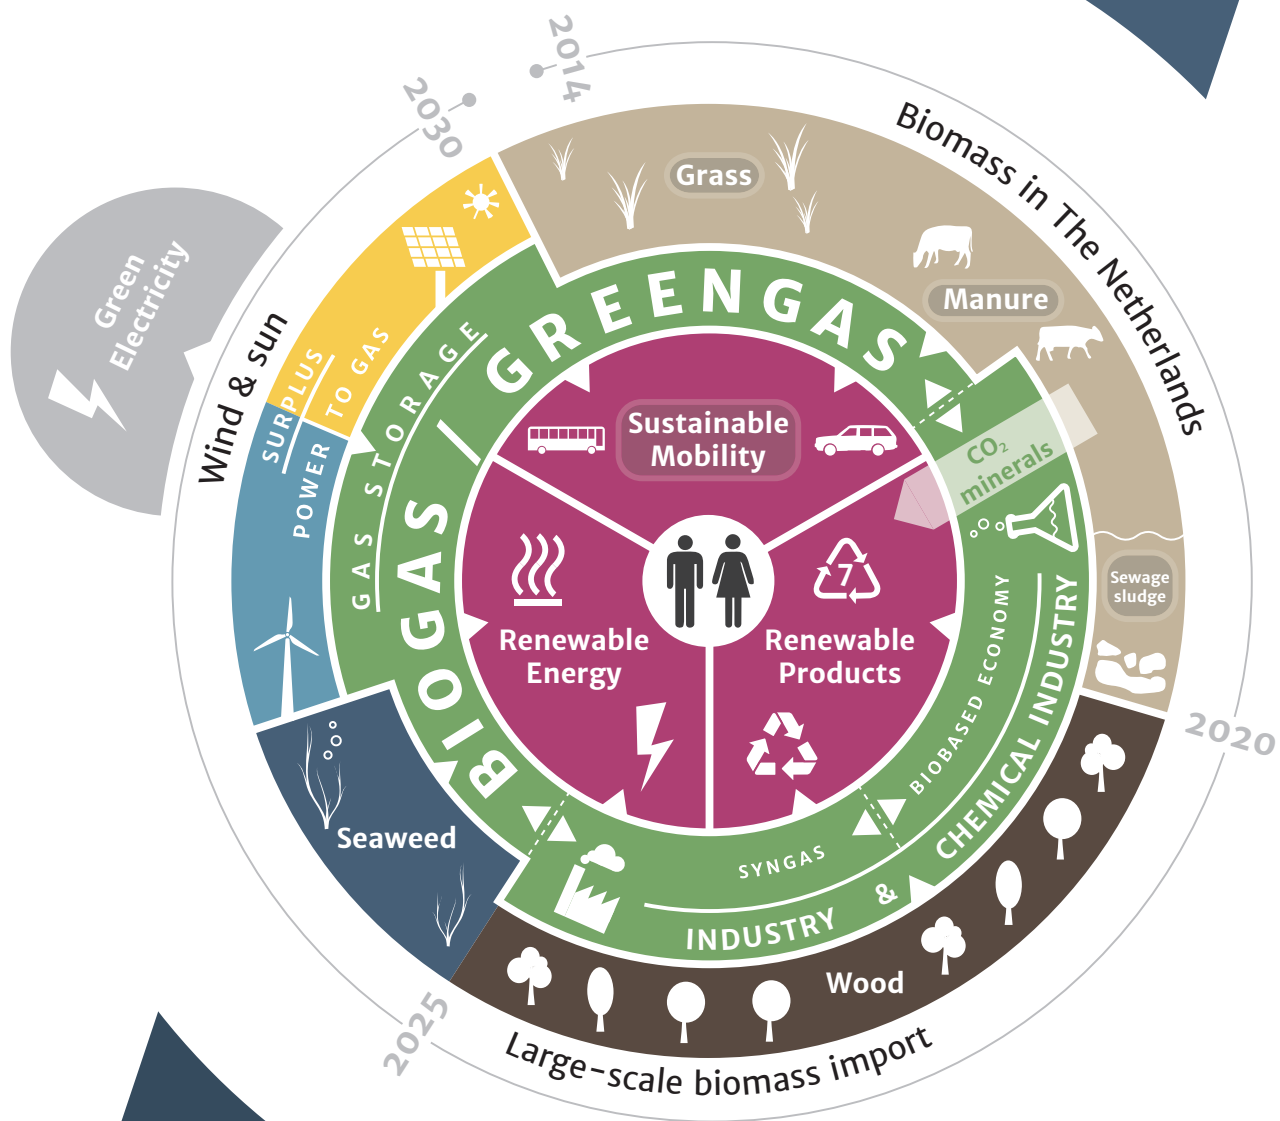 2014
2030
Biomass in The Netherlands
Grass
Manure
Green
Electricity
Wind & sun
SURPLUS
POWER TO GAS
GAS STORAGE
BIOGAS / GREENGAS
Sustainable
Mobility
CO₂
minerals
Sewage
sludge
Renewable
Energy
7
Renewable
Products
BIOBASED ECONOMY
SYNGAS
INDUSTRY & CHEMICAL INDUSTRY
2020
Seaweed
Wood
2025
Large-scale biomass import